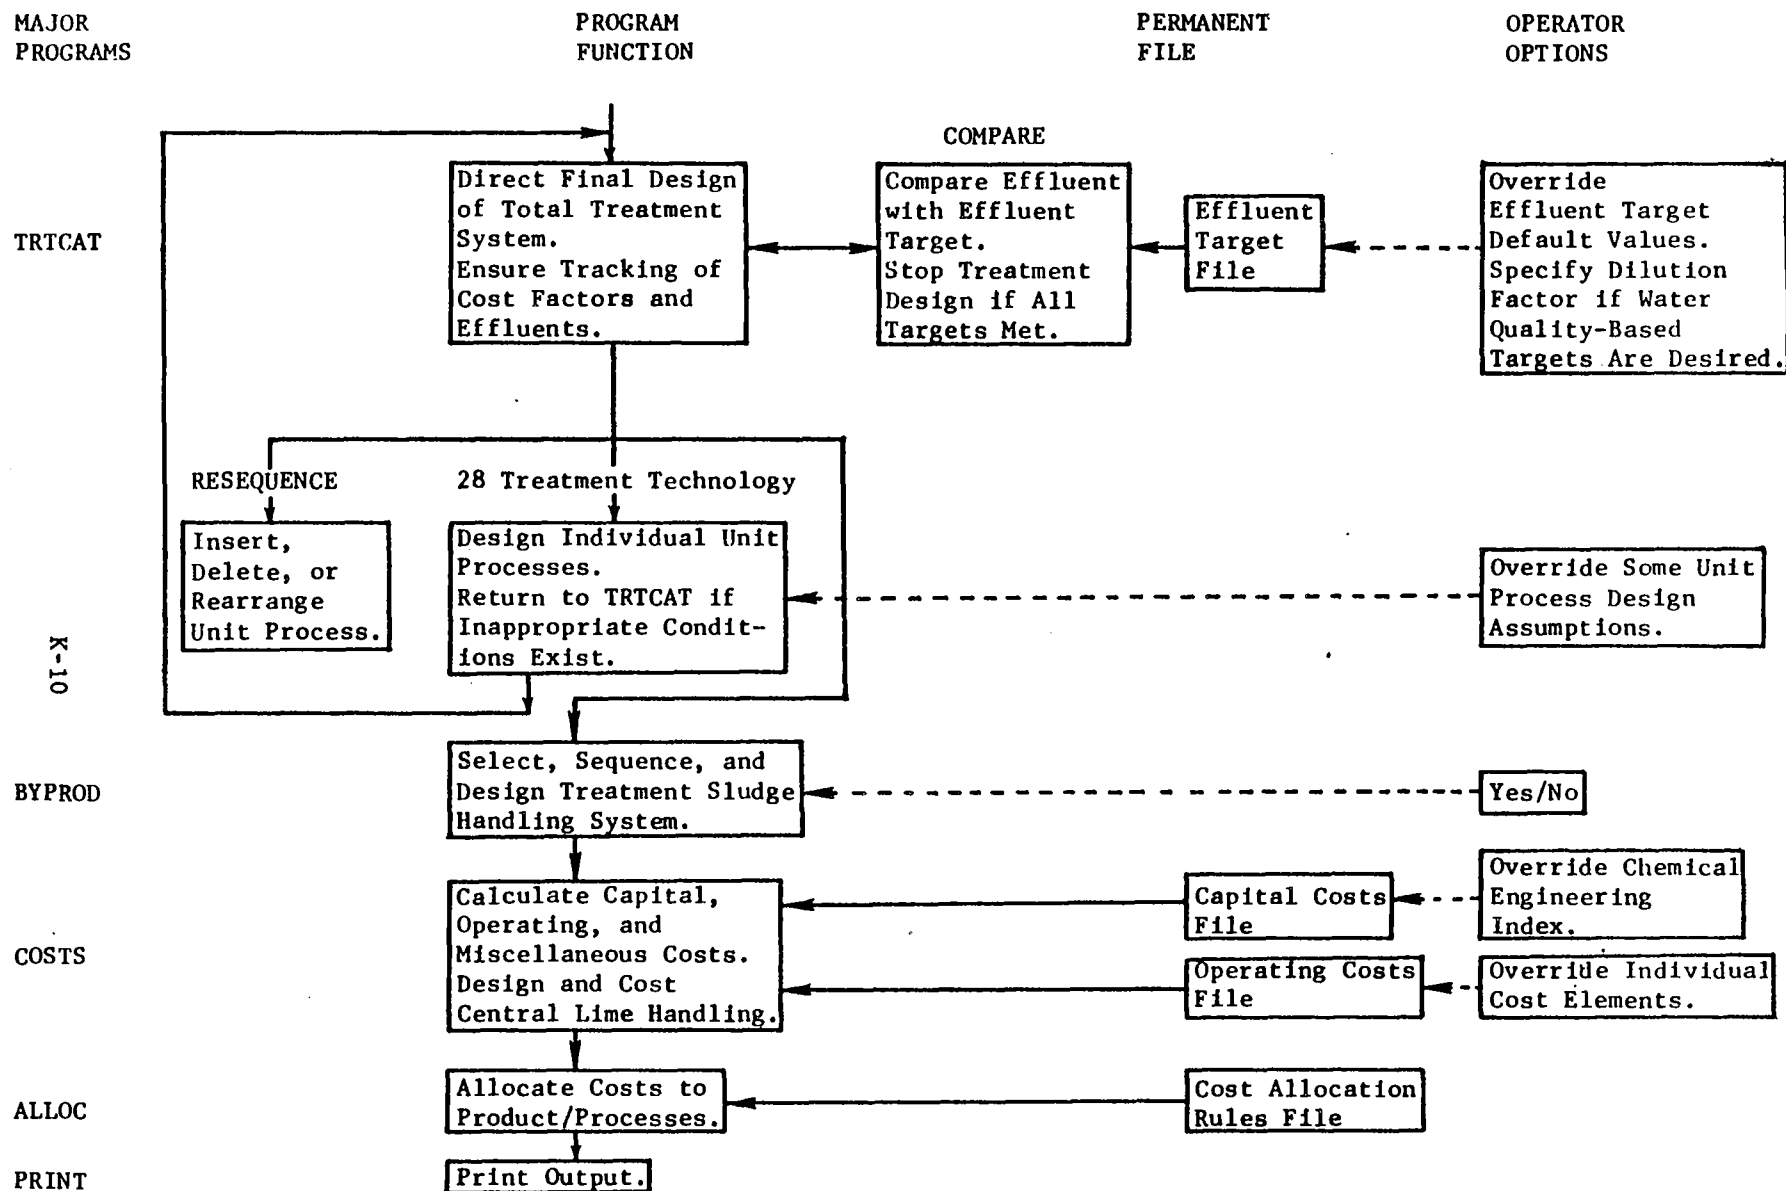 MAJOR
PROGRAMS
PROGRAM
FUNCTION
PERMANENT
FILE
OPERATOR
OPTIONS
TRTCAT
Direct Final Design
of Total Treatment
System.
Ensure Tracking of
Cost Factors and
Effluents.
COMPARE
Compare Effluent
with Effluent
Target.
Stop Treatment
Design if All
Targets Met.
Effluent
Target
File
Override
Effluent Target
Default Values.
Specify Dilution
Factor if Water
Quality-Based
Targets Are Desired.
RESEQUENCE
Insert,
Delete, or
Rearrange
Unit Process.
28 Treatment Technology
Design Individual Unit
Processes.
Return to TRTCAT if
Inappropriate Condit-
ions Exist.
Override Some Unit
Process Design
Assumptions.
K-10
BYPROD
Select, Sequence, and
Design Treatment Sludge
Handling System.
Yes/No
COSTS
Calculate Capital,
Operating, and
Miscellaneous Costs.
Design and Cost
Central Lime Handling.
Capital Costs
File
Override Chemical
Engineering
Index.
Operating Costs
File
Override Individual
Cost Elements.
ALLOC
Allocate Costs to
Product/Processes.
Cost Allocation
Rules File
PRINT
Print Output.